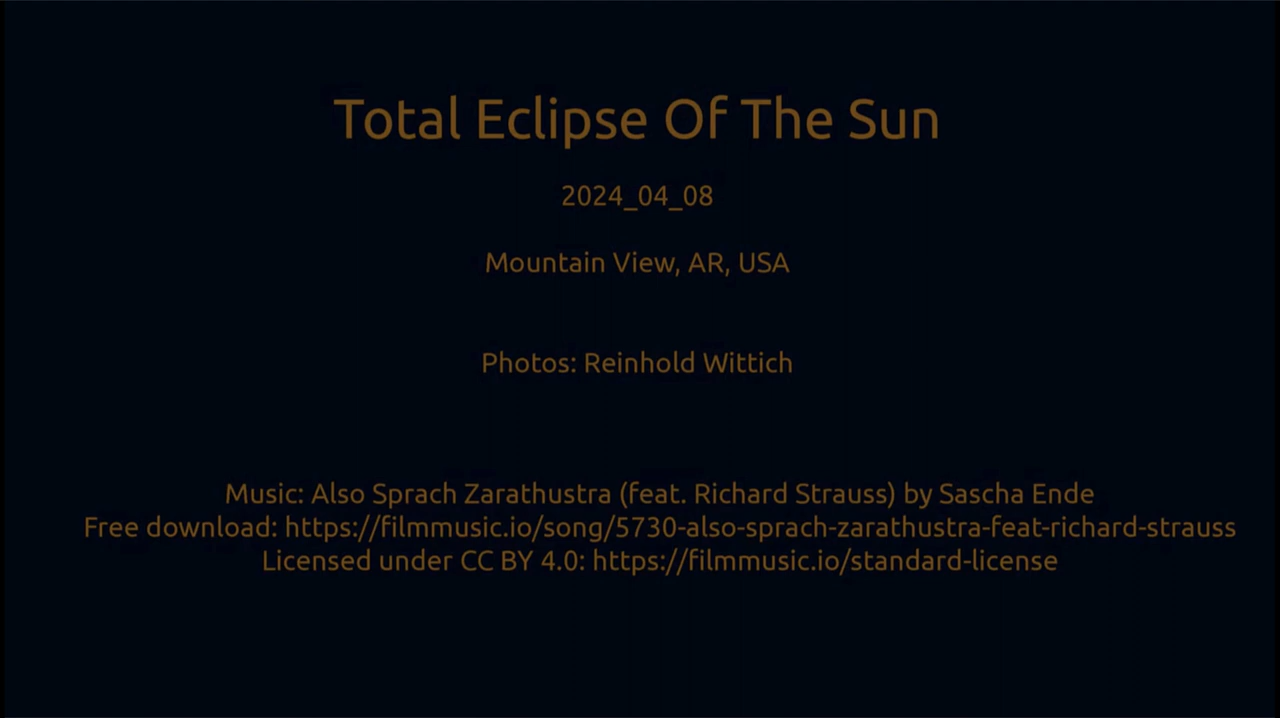 Total Eclipse Of The Sun
2024_04_08
Mountain View, AR, USA
Photos: Reinhold Wittich
Music: Also Sprach Zarathustra (feat. Richard Strauss) by Sascha Ende
Free download: https://filmmusic.io/song/5730-also-sprach-zarathustra-feat-richard-strauss
Licensed under CC BY 4.0: https://filmmusic.io/standard-license